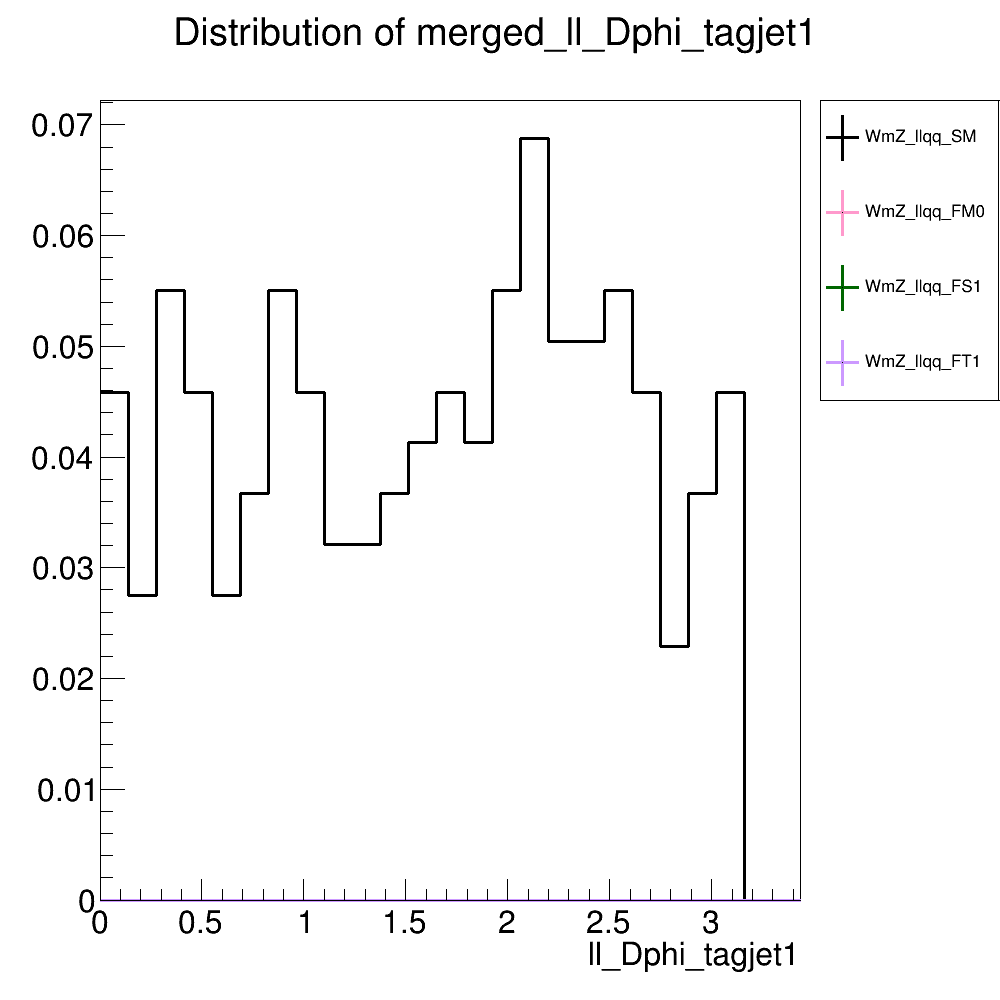 Distribution of merged_ll_Dphi_tagjet1
0.07
0.06
0.05
0.04
0.03
0.02
0.01
0
0 0.5 1 1.5 2 2.5 3
ll_Dphi_tagjet1
WmZ_llqq_SM
WmZ_llqq_FM0
WmZ_llqq_FS1
WmZ_llqq_FT1